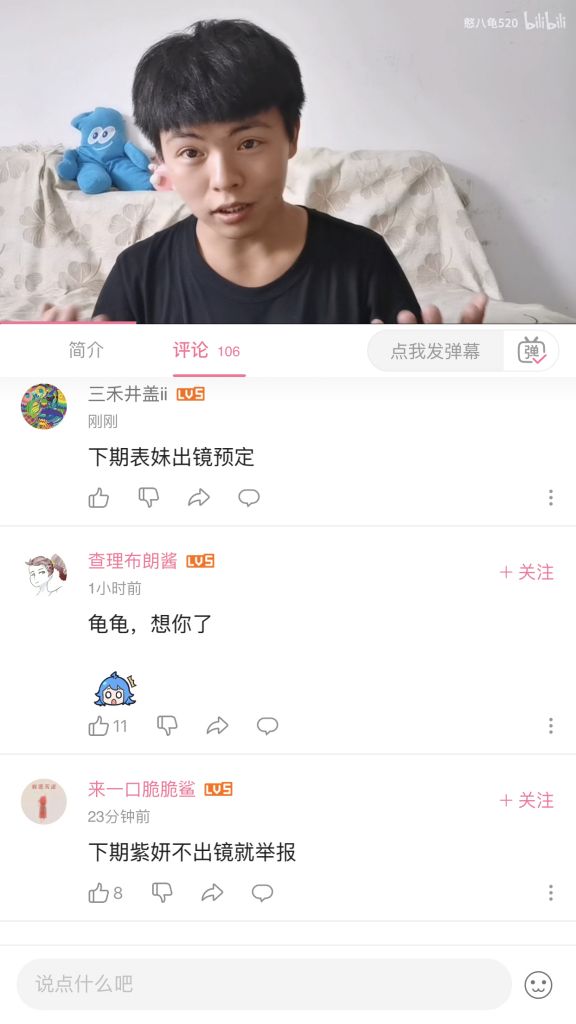 憨八龟520 bilibili
简介
评论 106
点我发弹幕
弹
三禾井盖ii LV5
刚刚
下期表妹出镜预定
查理布朗酱 LV5
+ 关注
1小时前
龟龟，想你了
11
来一口脆脆鲨 LV5
+ 关注
23分钟前
下期紫妍不出镜就举报
8
说点什么吧